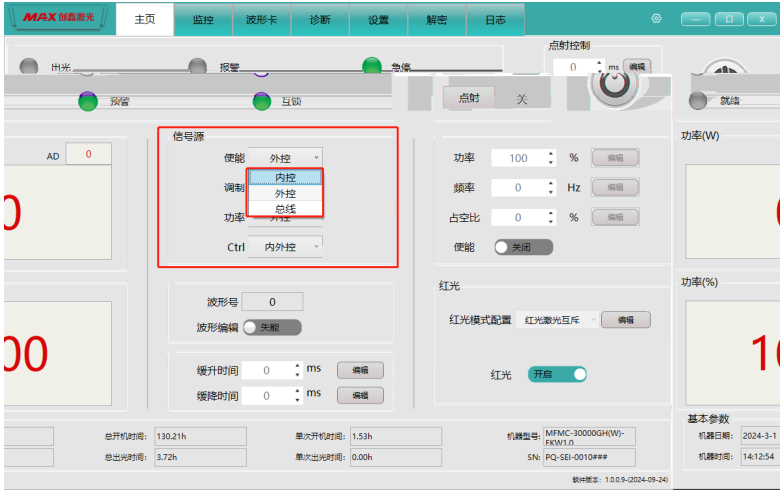 MAX 创鑫激光 主页 监控 波形卡 诊断 设置 解密 日志
点射控制
出光 报警 急停 0 ms 编辑
预警 互锁 点射 关 就绪
信号源 功率(W)
AD 0 使能 外控 功率 100 % 编辑
内控
调制 外控 频率 0 Hz 编辑
总线
功率 外控 占空比 0 % 编辑
Ctrl 内外控 使能 关闭
红光 功率(%)
波形号 0
红光模式配置 红光激光互斥 编辑
波形编辑 失能
缓升时间 0 ms 编辑 红光 开启
缓降时间 0 ms 编辑
基本参数
总开机时间: 130.21h 单次开机时间: 1.53h 机器型号: MFMC-30000GH(W)-FKW1.0 机器日期: 2024-3-1
总出光时间: 3.72h 单次出光时间: 0.00h SN: PQ-SEI-0010### 机器时间: 14:12:54
软件版本: 1.0.0.9-(2024-09-24)